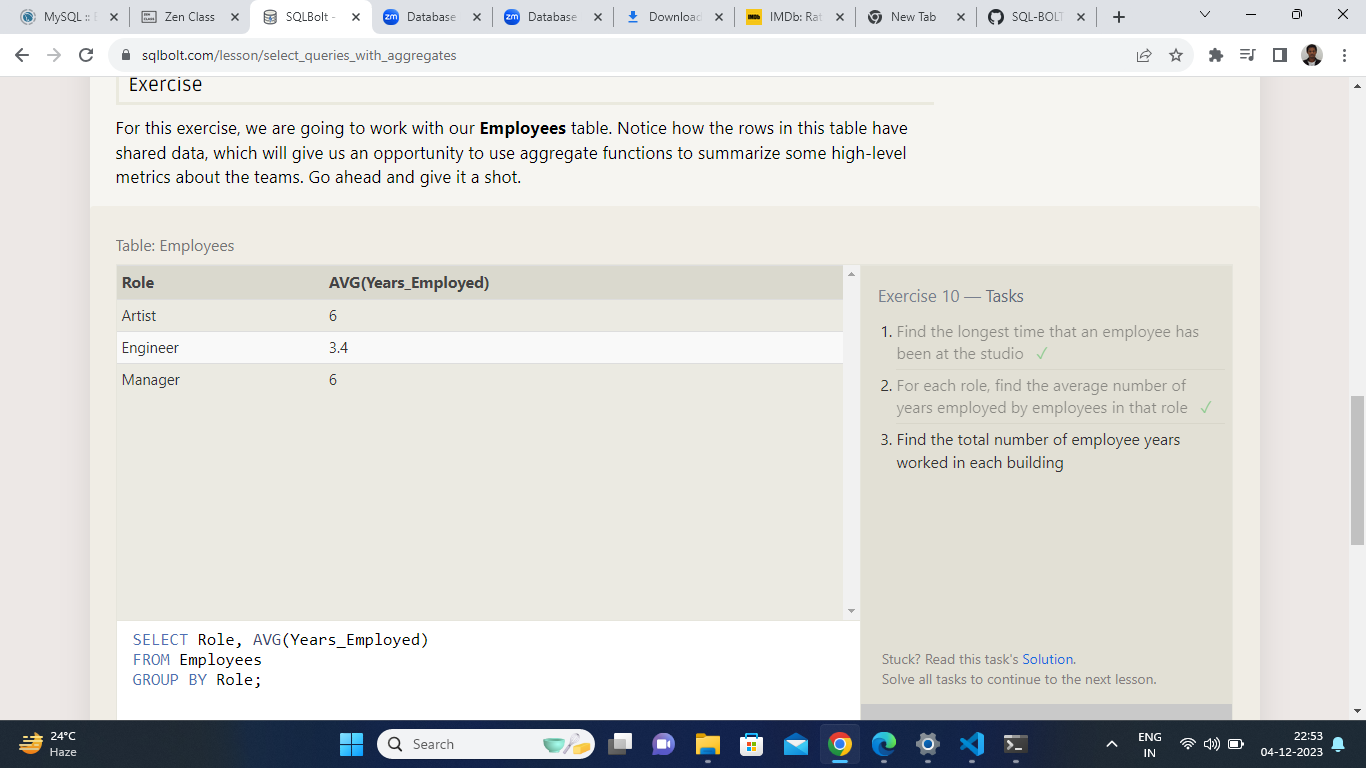 MySQL :: E
Zen Class
SQLBolt -
Database
Database
Download
IMDb: Rat
New Tab
SQL-BOLT
sqlbolt.com/lesson/select_queries_with_aggregates
Exercise
For this exercise, we are going to work with our Employees table. Notice how the rows in this table have
shared data, which will give us an opportunity to use aggregate functions to summarize some high-level
metrics about the teams. Go ahead and give it a shot.
Table: Employees
Role AVG(Years_Employed)
Artist 6
Engineer 3.4
Manager 6
Exercise 10 — Tasks
1. Find the longest time that an employee has
been at the studio ✓
2. For each role, find the average number of
years employed by employees in that role ✓
3. Find the total number of employee years
worked in each building
SELECT Role, AVG(Years_Employed)
FROM Employees
GROUP BY Role;
Stuck? Read this task's Solution.
Solve all tasks to continue to the next lesson.
24°C
Haze
Search
ENG
IN
22:53
04-12-2023